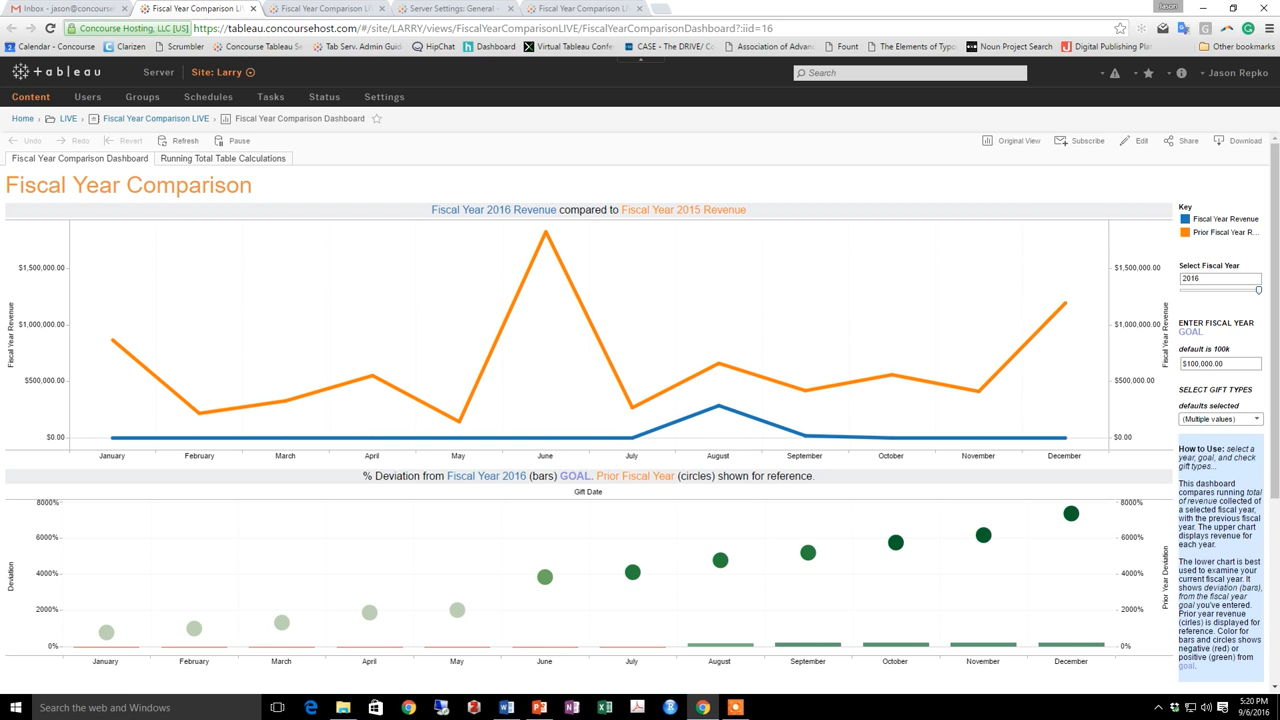 Inbox - jason@concours
Fiscal Year Comparison LIV
Fiscal Year Comparison LIV
Server Settings: General -
Fiscal Year Comparison LIV
Jason
Concourse Hosting, LLC [US]
https://tableau.concoursehost.com/#/site/LARRY/views/FiscalYearComparisonLIVE/FiscalYearComparisonDashboard?:iid=16
Calendar - Concourse
Clarizen
Scrumbler
Concourse Tableau Se
Tab Serv. Admin Guid
HipChat
Dashboard
Virtual Tableau Confe
CASE - The DRIVE/ Co
Association of Advanc
Fount
The Elements of Typo
Noun Project Search
Digital Publishing Plat
Other bookmarks
+ a b l e a u
Server
Site: Larry
Search
Jason Repko
Content
Users
Groups
Schedules
Tasks
Status
Settings
Home
LIVE
Fiscal Year Comparison LIVE
Fiscal Year Comparison Dashboard
Undo
Redo
Revert
Refresh
Pause
Original View
Subscribe
Edit
Share
Download
Fiscal Year Comparison Dashboard
Running Total Table Calculations
Fiscal Year Comparison
Fiscal Year 2016 Revenue compared to Fiscal Year 2015 Revenue
Fiscal Year Revenue
$1,500,000.00
$1,000,000.00
$500,000.00
$0.00
$1,500,000.00
$1,000,000.00
$500,000.00
$0.00
Fiscal Year Revenue
January
February
March
April
May
June
July
August
September
October
November
December
% Deviation from Fiscal Year 2016 (bars) GOAL. Prior Fiscal Year (circles) shown for reference.
Gift Date
Deviation
8000%
6000%
4000%
2000%
0%
8000%
6000%
4000%
2000%
0%
Prior Year Deviation
January
February
March
April
May
June
July
August
September
October
November
December
Key
Fiscal Year Revenue
Prior Fiscal Year R...
Select Fiscal Year
2016
ENTER FISCAL YEAR
GOAL
default is 100k
$100,000.00
SELECT GIFT TYPES
defaults selected
(Multiple values)
How to Use: select a
year, goal, and check
gift types...
This dashboard
compares running total
of revenue collected of
a selected fiscal year,
with the previous fiscal
year. The upper chart
displays revenue for
each year.
The lower chart is best
used to examine your
current fiscal year. It
shows deviation (bars),
from the fiscal year
goal you've entered.
Prior year revenue
(cirles) is displayed for
reference. Color for
bars and circles shows
negative (red) or
positive (green) from
goal.
Search the web and Windows
5:20 PM
9/6/2016